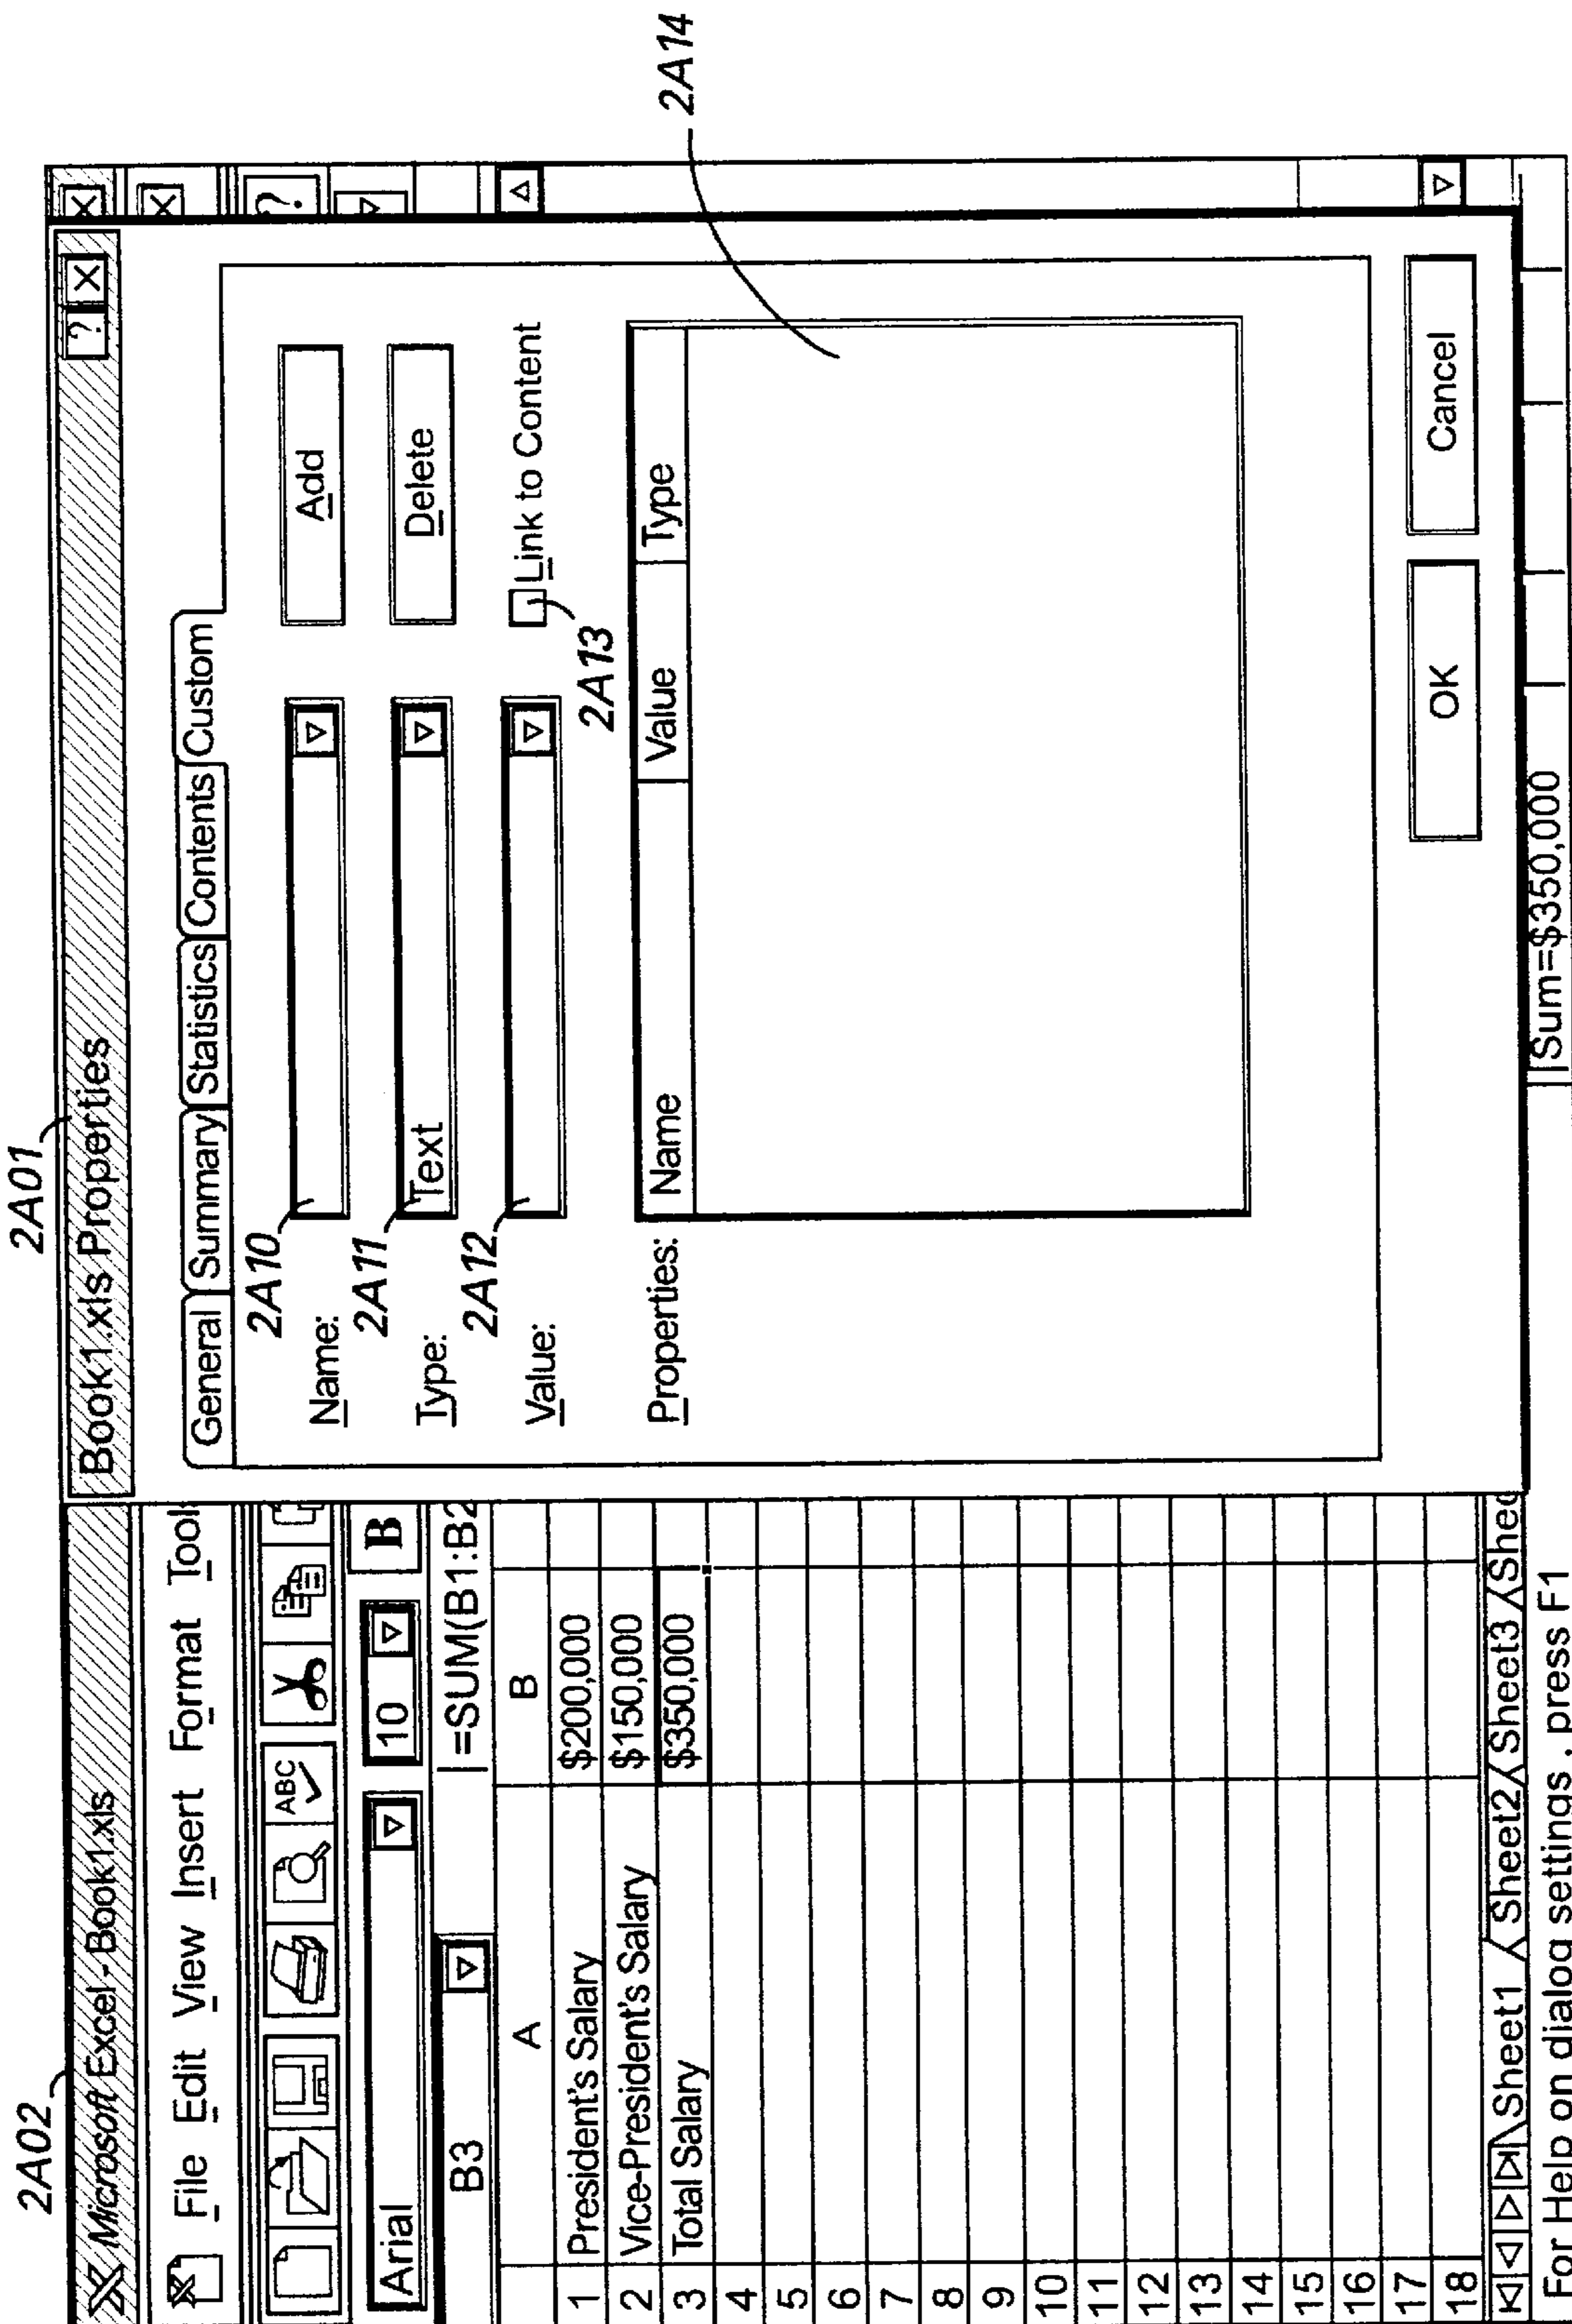 2A02
2A01
Microsoft Excel - Book1.xls
File Edit View Insert Format Tool
ABC
Arial
10
B
B3
=SUM(B1:B2
A
B
1 President's Salary $200,000
2 Vice-President's Salary $150,000
3 Total Salary $350,000
4
5
6
7
8
9
10
11
12
13
14
15
16
17
18
Sheet1 Sheet2 Sheet3 Shee
For Help on dialog settings , press F1
Sum=$350,000
Book1.xls Properties
? X
X
X
?
General Summary Statistics Contents Custom
2A10
Name:
Add
2A11
Type:
Text
Delete
2A12
Value:
Link to Content
2A13
Properties:
Name Value Type
2A14
OK
Cancel